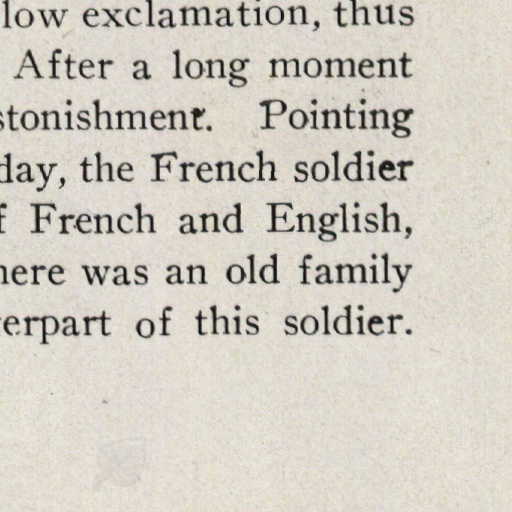 low exclamation, thus
After a long moment
stonishment. Pointing
day, the French soldier
f French and English,
here was an old family
erpart of this soldier.